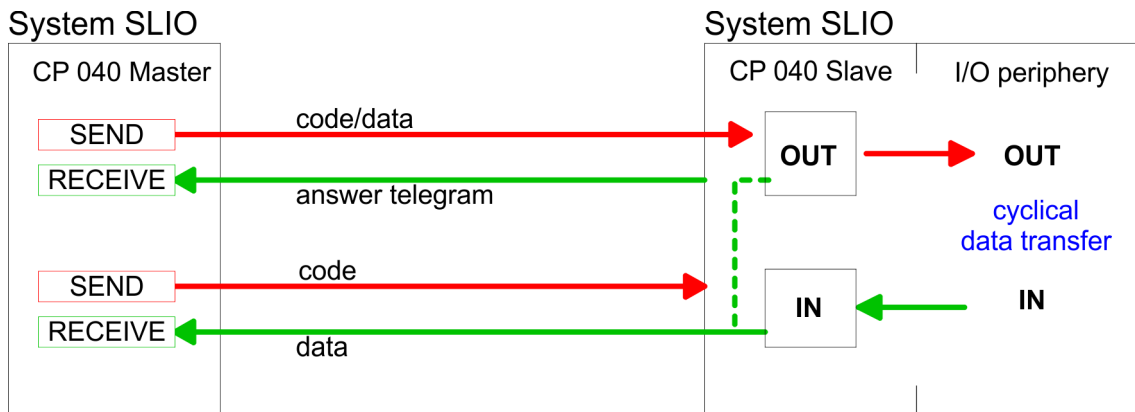 System SLIO
System SLIO
CP 040 Master
CP 040 Slave
I/O periphery
SEND
code/data
OUT
OUT
RECEIVE
answer telegram
cyclical
data transfer
SEND
code
IN
IN
RECEIVE
data